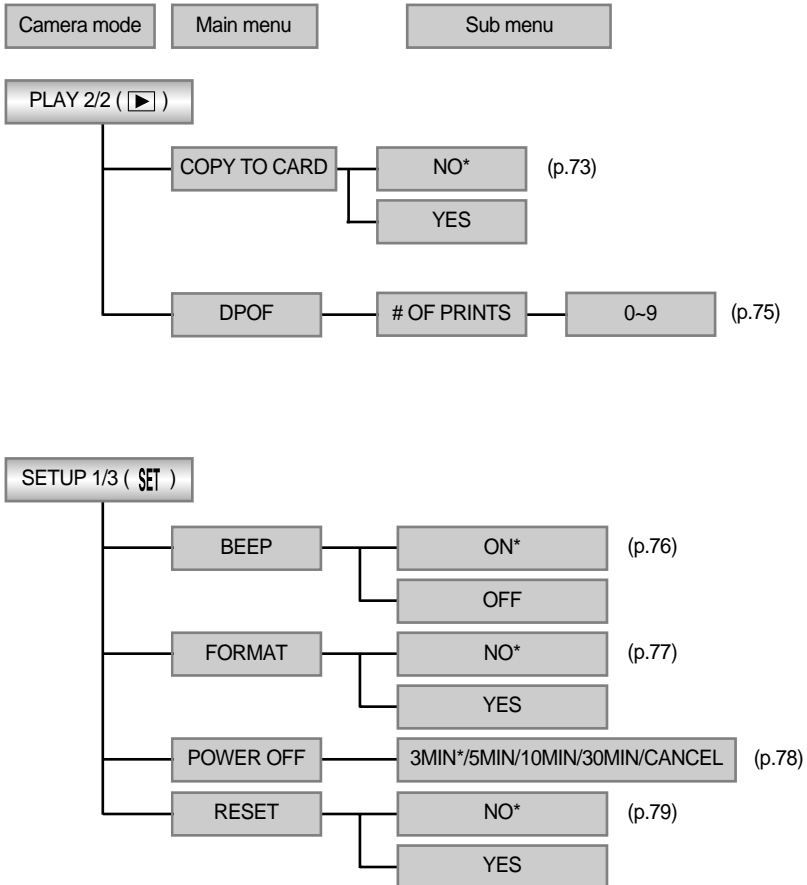 Camera mode Main menu Sub menu
PLAY 2/2 ( )
COPY TO CARD NO* (p.73)
YES
DPOF # OF PRINTS 0~9 (p.75)
SETUP 1/3 ( SET )
BEEP ON* (p.76)
OFF
FORMAT NO* (p.77)
YES
POWER OFF 3MIN*/5MIN/10MIN/30MIN/CANCEL (p.78)
RESET NO* (p.79)
YES